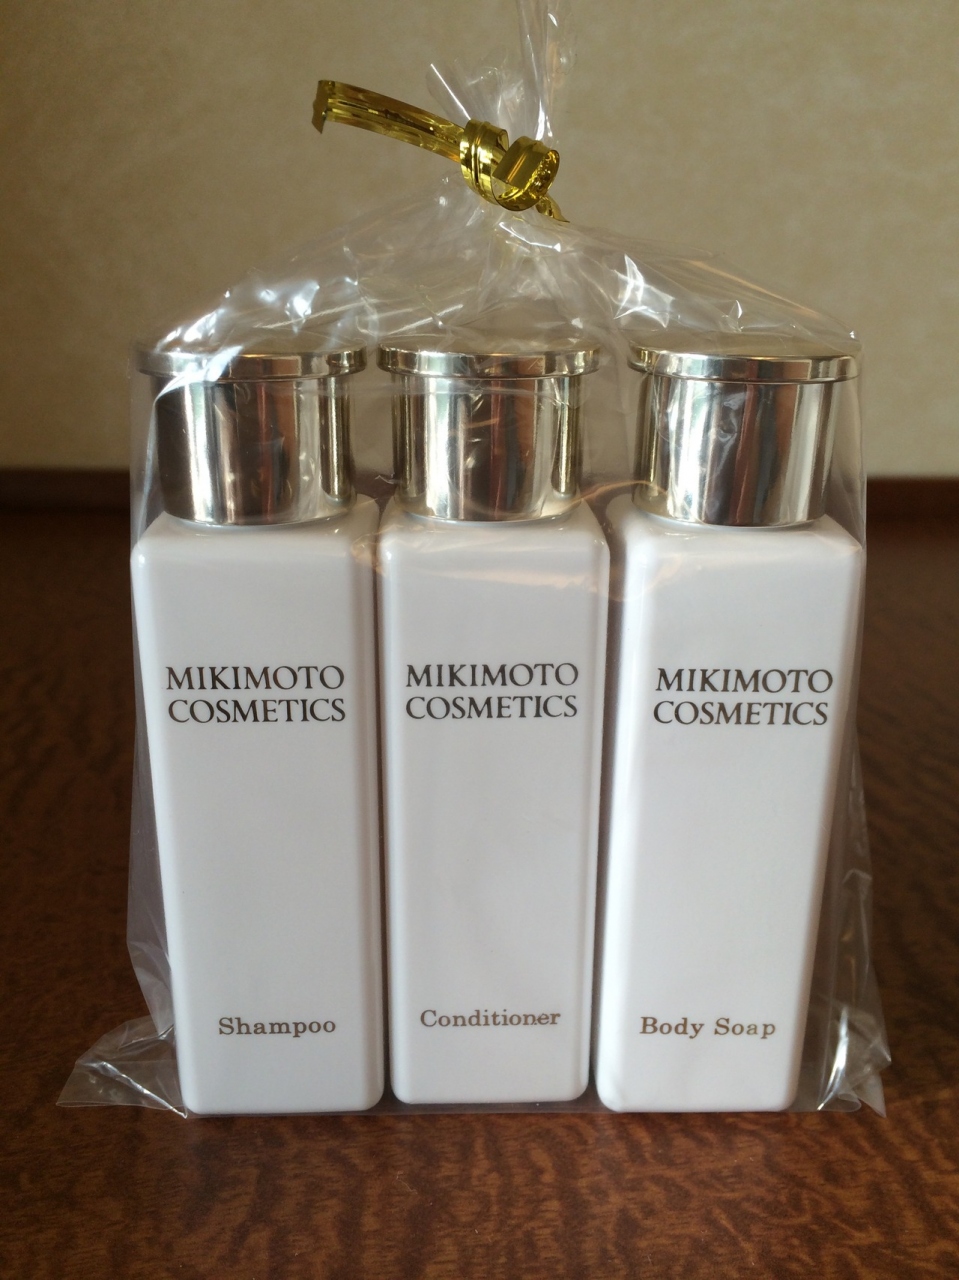 MIKIMOTO
COSMETICS
Shampoo
MIKIMOTO
COSMETICS
Conditioner
MIKIMOTO
COSMETICS
Body Soap